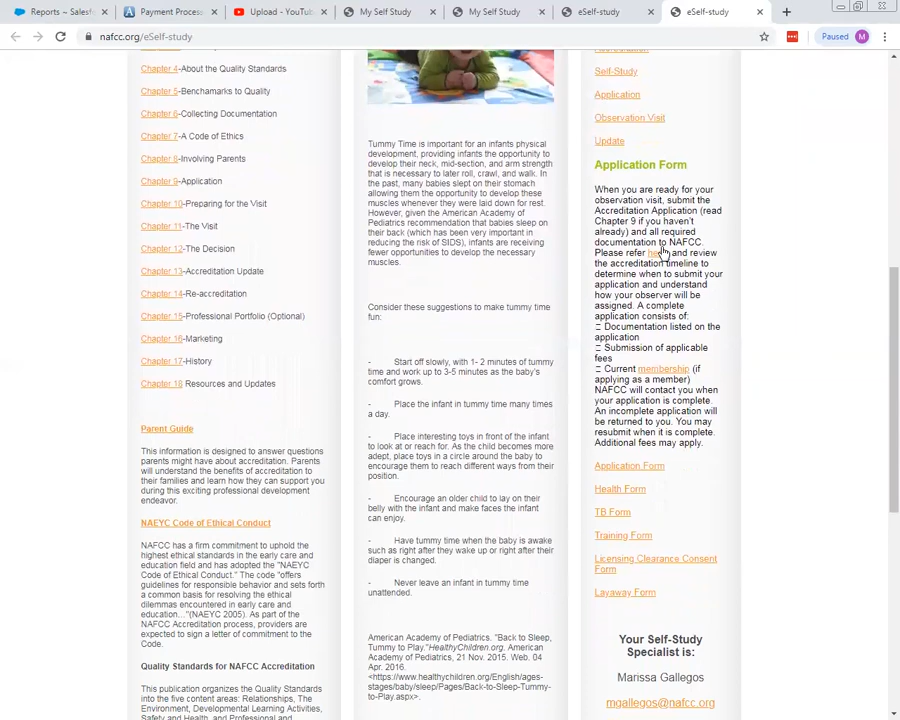 Reports ~ Salesf
Payment Process
Upload - YouTube
My Self Study
My Self Study
eSelf-study
eSelf-study
nafcc.org/eSelf-study
Paused
M
Chapter 4-About the Quality Standards
Chapter 5-Benchamarks to Quality
Chapter 6-Collecting Documentation
Chapter 7-A Code of Ethics
Chapter 8-Involving Parents
Chapter 9-Application
Chapter 10-Preparing for the Visit
Chapter 11-The Visit
Chapter 12-The Decision
Chapter 13-Accreditation Update
Chapter 14-Re-accreditation
Chapter 15-Professional Portfolio (Optional)
Chapter 16-Marketing
Chapter 17-History
Chapter 18 Resources and Updates
Parent Guide
This information is designed to answer questions
parents might have about accreditation. Parents
will understand the benefits of accreditation to
their families and learn how they can support you
during this exciting professional development
endeavor.
NAEYC Code of Ethical Conduct
NAFCC has a firm commitment to uphold the
highest ethical standards in the early care and
education field and has adopted the "NAEYC
Code of Ethical Conduct." The code "offers
guidelines for responsible behavior and sets forth
a common basis for resolving the ethical
dilemmas encountered in early care and
education..."(NAEYC 2005). As part of the
NAFCC Accreditation process, providers are
expected to sign a letter of commitment to the
Code.
Quality Standards for NAFCC Accreditation
This publication organizes the Quality Standards
into the five content areas: Relationships, The
Environment, Developmental Learning Activities,
Safety and Health, and Professional and
Tummy Time is important for an infants physical
development, providing infants the opportunity to
develop their neck, mid-section, and arm strength
that is necessary to later roll, crawl, and walk. In
the past, many babies slept on their stomach
allowing them the opportunity to develop these
muscles whenever they were laid down for rest.
However, given the American Academy of
Pediatrics recommendation that babies sleep on
their back (which has been very important in
reducing the risk of SIDS), infants are receiving
fewer opportunities to develop the necessary
muscles.
Consider these suggestions to make tummy time
fun:
- Start off slowly, with 1- 2 minutes of tummy
time and work up to 3-5 minutes as the baby's
comfort grows.
- Place the infant in tummy time many times
a day.
- Place interesting toys in front of the infant
to look at or reach for. As the child becomes more
adept, place toys in a circle around the baby to
encourage them to reach different ways from their
position.
- Encourage an older child to lay on their
belly with the infant and make faces the infant
can enjoy.
- Have tummy time when the baby is awake
such as right after they wake up or right after their
diaper is changed.
- Never leave an infant in tummy time
unattended.
American Academy of Pediatrics. "Back to Sleep,
Tummy to Play."HealthyChildren.org. American
Academy of Pediatrics, 21 Nov. 2015. Web. 04
Apr. 2016.
<https://www.healthychildren.org/English/ages-
stages/baby/sleep/Pages/Back-to-Sleep-Tummy-
to-Play.aspx>.
Accreditation
Self-Study
Application
Observation Visit
Update
Application Form
When you are ready for your
observation visit, submit the
Accreditation Application (read
Chapter 9 if you haven't
already) and all required
documentation to NAFCC.
Please refer here and review
the accreditation timeline to
determine when to submit your
application and understand
how your observer will be
assigned. A complete
application consists of:
Documentation listed on the
application
Submission of applicable
fees
Current membership (if
applying as a member)
NAFCC will contact you when
your application is complete.
An incomplete application will
be returned to you. You may
resubmit when it is complete.
Additional fees may apply.
Application Form
Health Form
TB Form
Training Form
Licensing Clearance Consent
Form
Layaway Form
Your Self-Study
Specialist is:
Marissa Gallegos
mgallegos@nafcc.org